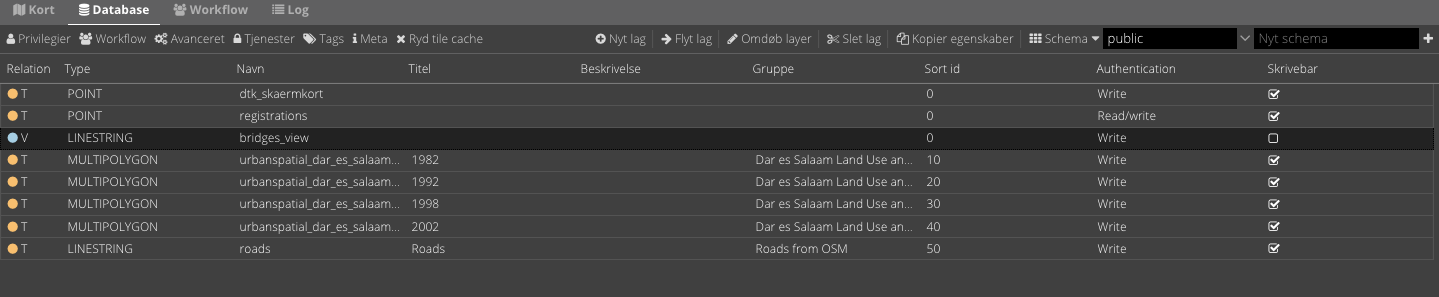 Kort Database Workflow Log
Privilegier Workflow Avanceret Tjenester Tags Meta Ryd tile cache Nyt lag Flyt lag Omdøb layer Slet lag Kopier egenskaber Schema public Nyt schema
Relation Type Navn Titel Beskrivelse Gruppe Sort id Authentication Skrivebar
T POINT dtk_skaermkort 0 Write
T POINT registrations 0 Read/write
V LINESTRING bridges_view 0 Write
T MULTIPOLYGON urbanspatial_dar_es_salaam... 1982 Dar es Salaam Land Use an... 10 Write
T MULTIPOLYGON urbanspatial_dar_es_salaam... 1992 Dar es Salaam Land Use an... 20 Write
T MULTIPOLYGON urbanspatial_dar_es_salaam... 1998 Dar es Salaam Land Use an... 30 Write
T MULTIPOLYGON urbanspatial_dar_es_salaam... 2002 Dar es Salaam Land Use an... 40 Write
T LINESTRING roads Roads Roads from OSM 50 Write